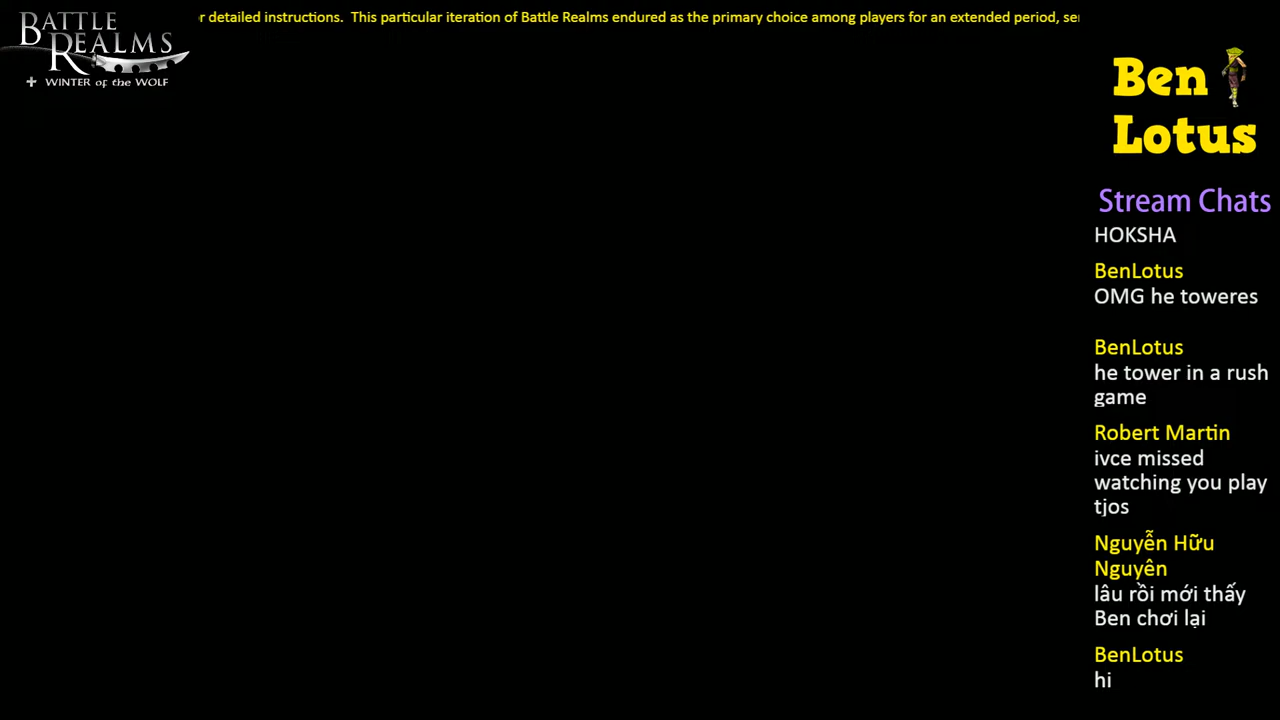 r detailed instructions.  This particular iteration of Battle Realms endured as the primary choice among players for an extended period, se
BATTLE
REALMS
+ WINTER of the WOLF
Ben
Lotus
Stream Chats
HOKSHA
BenLotus
OMG he toweres
BenLotus
he tower in a rush
game
Robert Martin
ivce missed
watching you play
tjos
Nguyễn Hữu
Nguyên
lâu rồi mới thấy
Ben chơi lại
BenLotus
hi